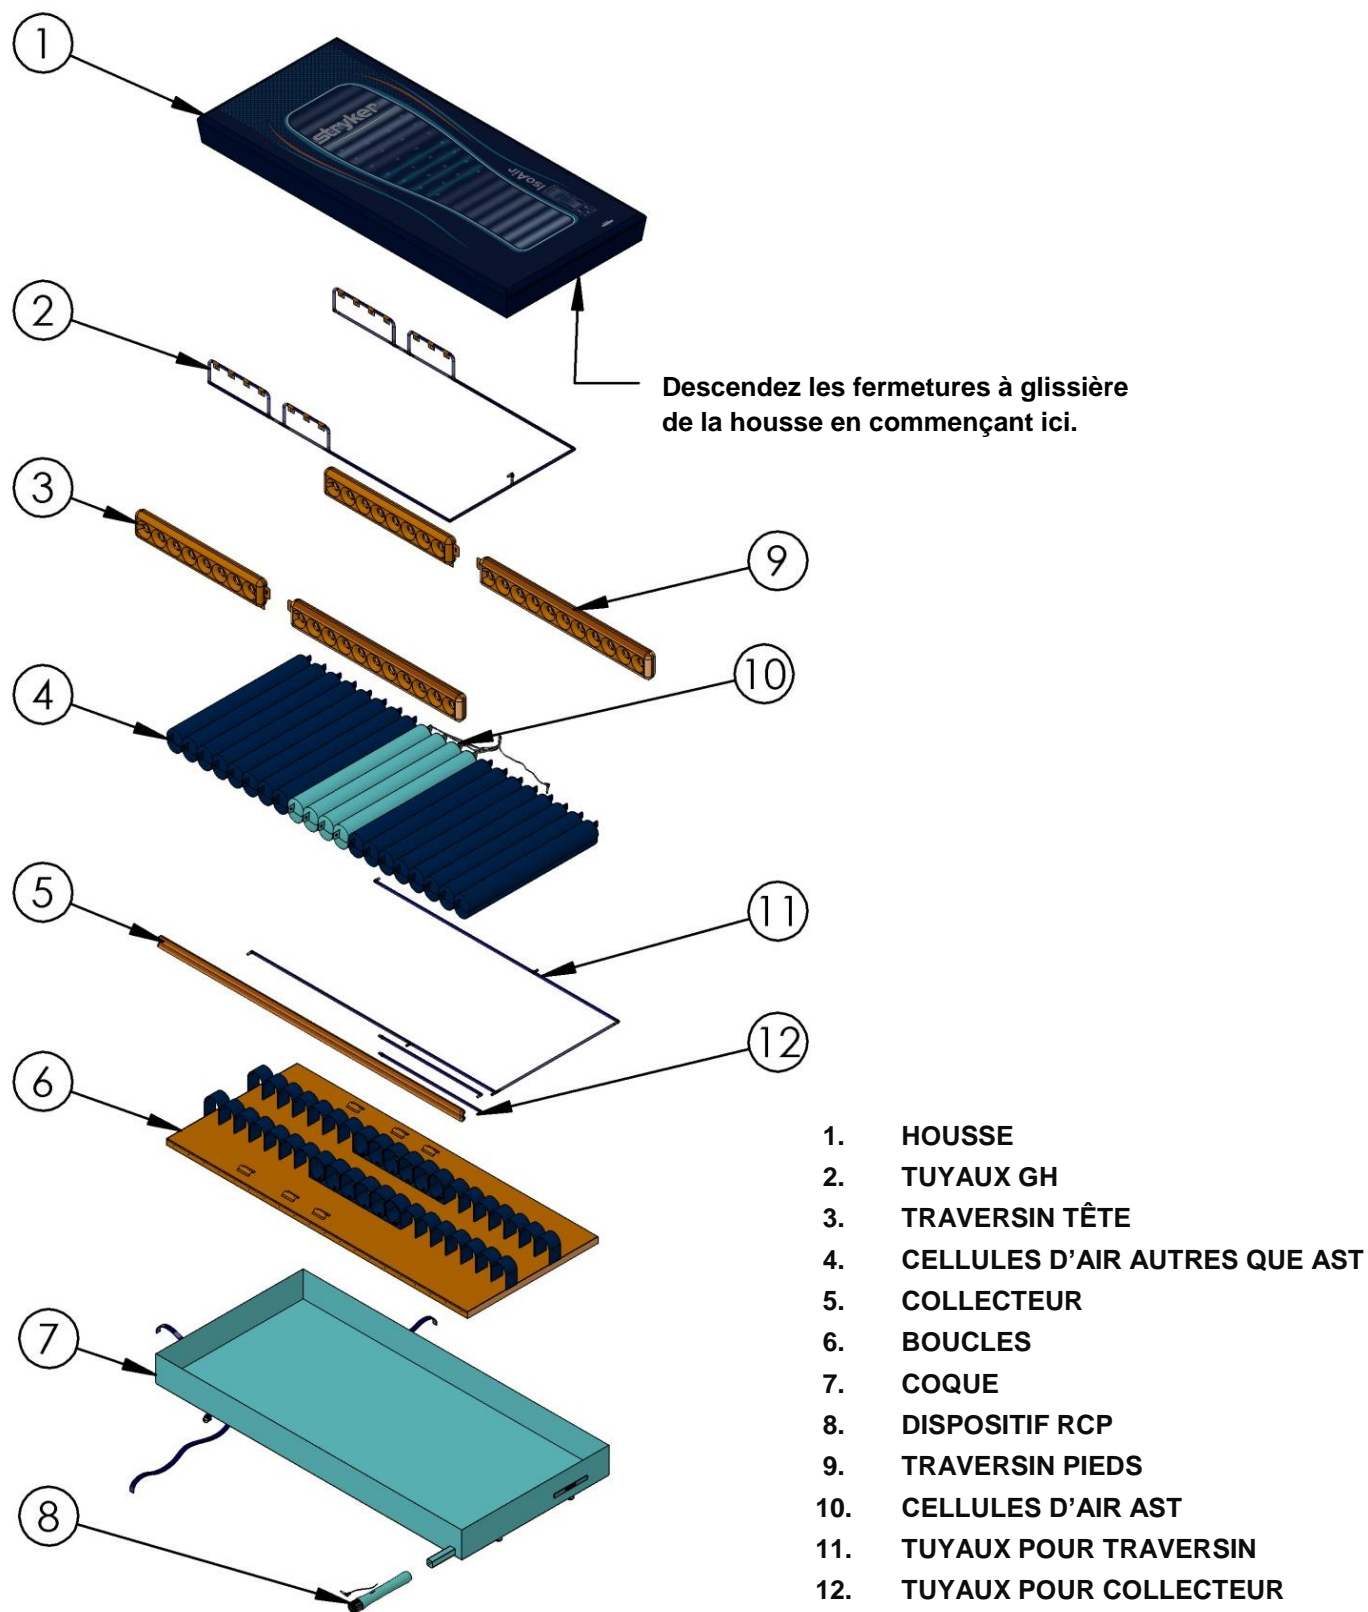 1
stryker
IsoAir
2
Descendez les fermetures à glissière
de la housse en commençant ici.
3
9
10
4
5
11
12
6
7
8
1. HOUSSE
2. TUYAUX GH
3. TRAVERSIN TÊTE
4. CELLULES D’AIR AUTRES QUE AST
5. COLLECTEUR
6. BOUCLES
7. COQUE
8. DISPOSITIF RCP
9. TRAVERSIN PIEDS
10. CELLULES D’AIR AST
11. TUYAUX POUR TRAVERSIN
12. TUYAUX POUR COLLECTEUR